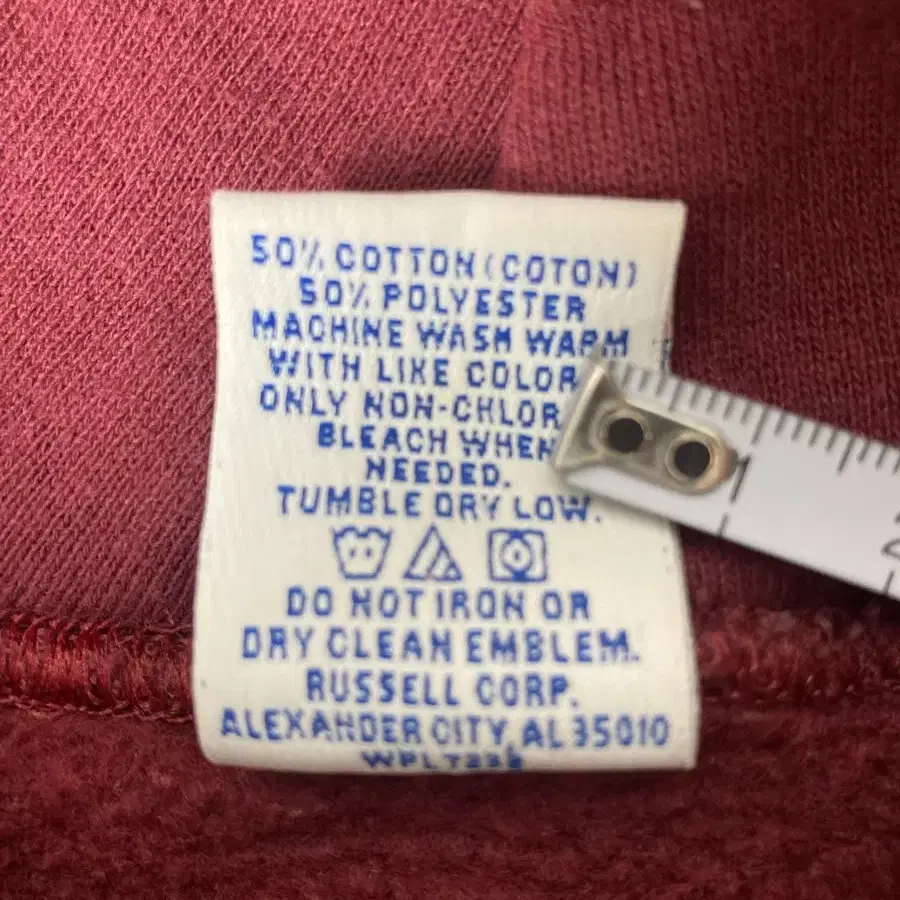 50% COTTON (COTON)
50% POLYESTER
MACHINE WASH WARM
WITH LIKE COLOR
ONLY NON-CHLOR
BLEACH WHEN
NEEDED.
TUMBLE DRY LOW.
1
DO NOT IRON OR
DRY CLEAN EMBLEM.
RUSSELL CORP.
ALEXANDER CITY, AL 35010